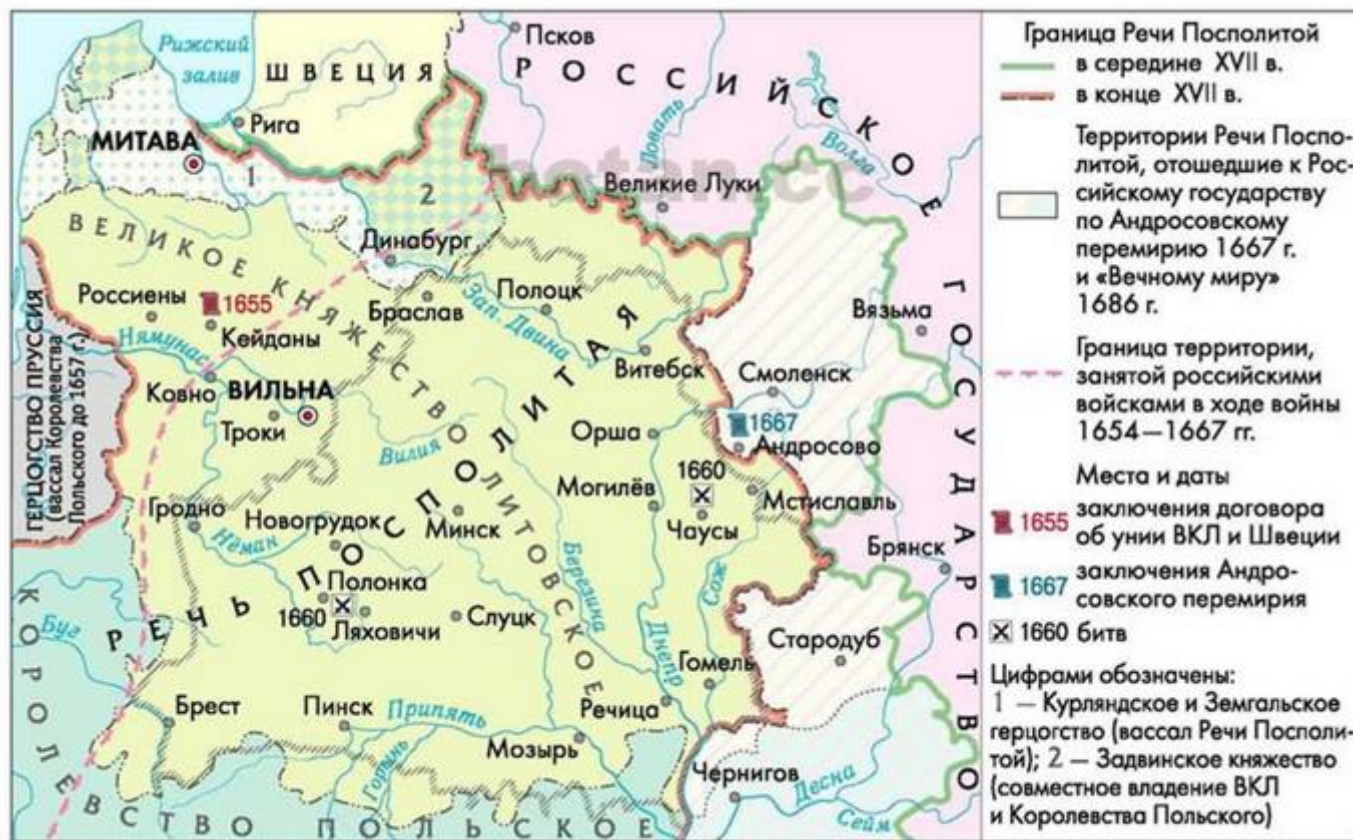 Псков
Рижский
залив
ШВЕЦИЯ
РОССИЙСКОЕ
Рига
Ловать
Волга
МИТАВА
1
2
Великие Луки
botan.cc
ВЕЛИКОЕ КНЯЖЕСТВО ЛИТОВСКОЕ
Динабург
ГОСУДАРСТВО
Россиены
1655
Браслав
Полоцк
Зап. Двина
Вязьма
Кейданы
Нямунас
Витебск
Смоленск
ГЕРЦОГСТВО ПРУССИЯ
(вассал Королевства
Польского до 1657 г.)
Ковно
ВИЛЬНА
1667
Троки
Орша
Андросово
Вилия
1660
Могилёв
Мстиславль
Гродно
Новогрудок
Минск
Чаусы
Неман
Березина
Брянск
РЕЧЬ ПОСПОЛИТАЯ
Полонка
Сож
1660
Ляховичи
Слуцк
Буг
Днепр
Стародуб
Гомель
Брест
Пинск
Припять
Речица
Мозырь
Горынь
Чернигов
Десна
Сейм
КОРОЛЕВСТВО ПОЛЬСКОЕ
Граница Речи Посполитой
в середине XVII в.
в конце XVII в.
Территории Речи Поспо-
литой, отошедшие к Рос-
сийскому государству
по Андросовскому
перемирию 1667 г.
и «Вечному миру»
1686 г.
Граница территории,
занятой российскими
войсками в ходе войны
1654—1667 гг.
Места и даты
1655 заключения договора
об унии ВКЛ и Швеции
1667 заключения Андро-
совского перемирия
1660 битв
Цифрами обозначены:
1 — Курляндское и Земгальское
герцогство (вассал Речи Посполи-
той); 2 — Задвинское княжество
(совместное владение ВКЛ
и Королевства Польского)